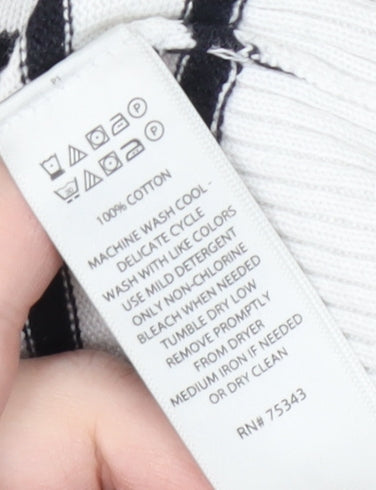 P
P
100% COTTON
MACHINE WASH COOL -
DELICATE CYCLE
WASH WITH LIKE COLORS
USE MILD DETERGENT
ONLY NON-CHLORINE
BLEACH WHEN NEEDED
TUMBLE DRY LOW
REMOVE PROMPTLY
FROM DRYER
MEDIUM IRON IF NEEDED
OR DRY CLEAN
RN# 75343